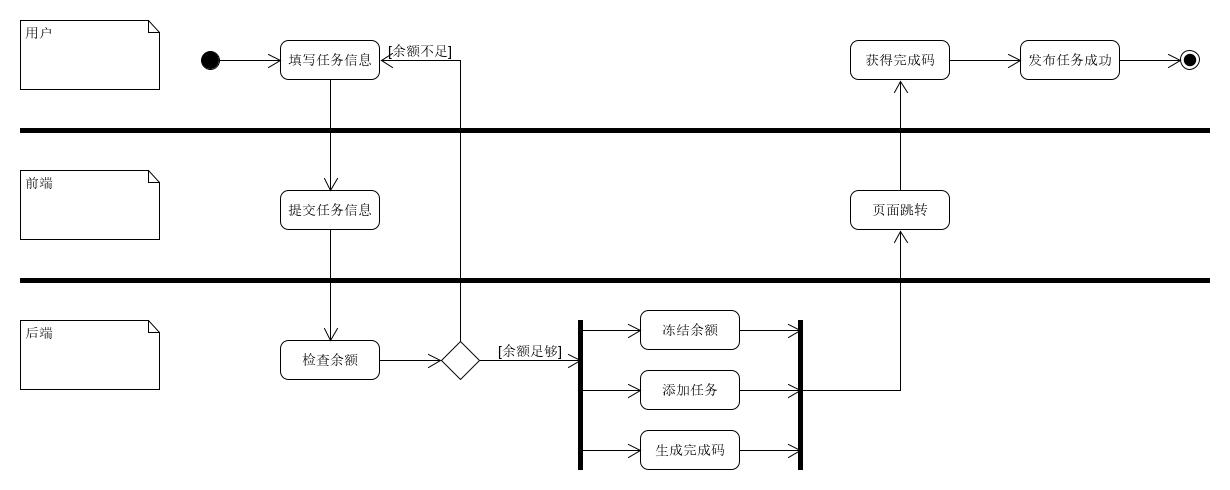 用户
填写任务信息
[余额不足]
获得完成码
发布任务成功
前端
提交任务信息
页面跳转
后端
检查余额
[余额足够]
冻结余额
添加任务
生成完成码